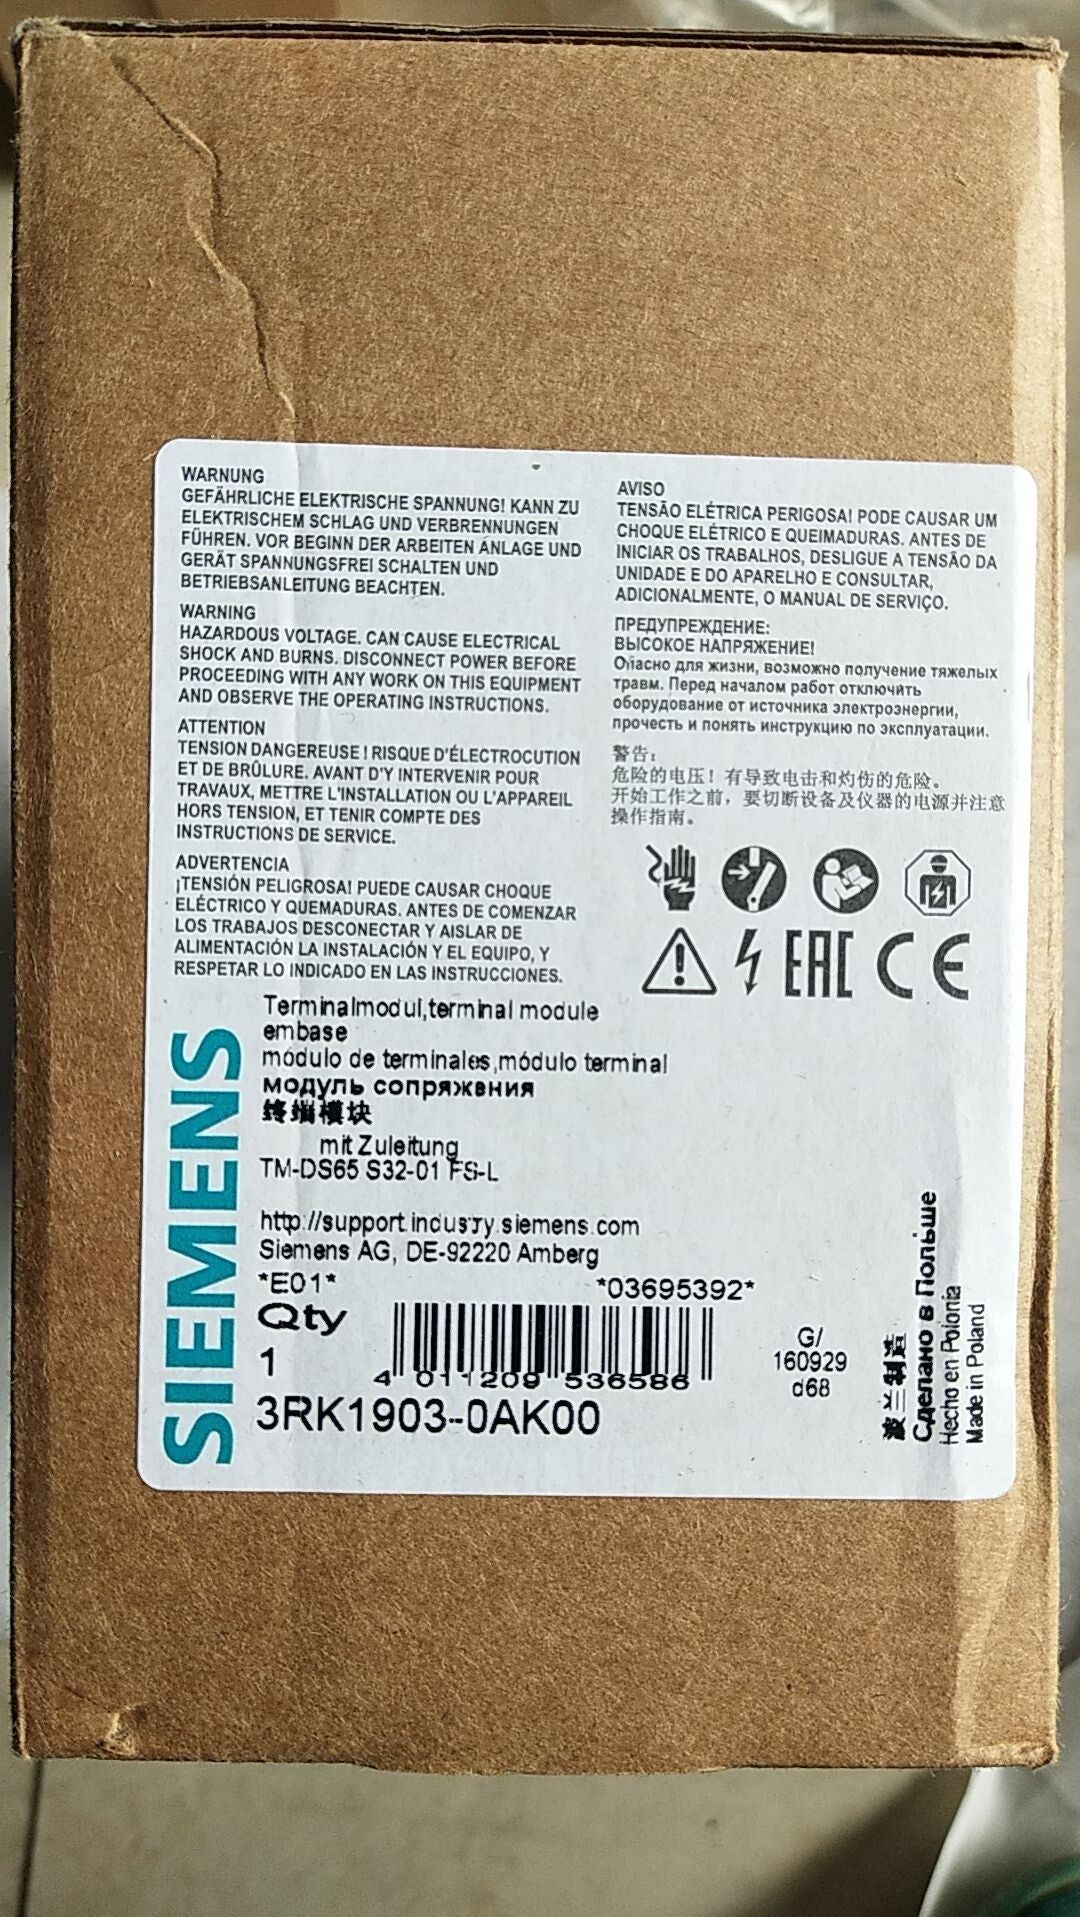 WARNUNG
GEFÄHRLICHE ELEKTRISCHE SPANNUNG! KANN ZU
ELEKTRISCHEM SCHLAG UND VERBRENNUNGEN
FÜHREN. VOR BEGINN DER ARBEITEN ANLAGE UND
GERÄT SPANNUNGSFREI SCHALTEN UND
BETRIEBSANLEITUNG BEACHTEN.
WARNING
HAZARDOUS VOLTAGE. CAN CAUSE ELECTRICAL
SHOCK AND BURNS. DISCONNECT POWER BEFORE
PROCEEDING WITH ANY WORK ON THIS EQUIPMENT
AND OBSERVE THE OPERATING INSTRUCTIONS.
ATTENTION
TENSION DANGEREUSE ! RISQUE D'ÉLECTROCUTION
ET DE BRÛLURE. AVANT D'Y INTERVENIR POUR
TRAVAUX, METTRE L'INSTALLATION OU L'APPAREIL
HORS TENSION, ET TENIR COMPTE DES
INSTRUCTIONS DE SERVICE.
ADVERTENCIA
¡TENSIÓN PELIGROSA! PUEDE CAUSAR CHOQUE
ELÉCTRICO Y QUEMADURAS. ANTES DE COMENZAR
LOS TRABAJOS DESCONECTAR Y AISLAR DE
ALIMENTACIÓN LA INSTALACIÓN Y EL EQUIPO, Y
RESPETAR LO INDICADO EN LAS INSTRUCCIONES.
AVISO
TENSÃO ELÉTRICA PERIGOSA! PODE CAUSAR UM
CHOQUE ELÉTRICO E QUEIMADURAS. ANTES DE
INICIAR OS TRABALHOS, DESLIGUE A TENSÃO DA
UNIDADE E DO APARELHO E CONSULTAR,
ADICIONALMENTE, O MANUAL DE SERVIÇO.
ПРЕДУПРЕЖДЕНИЕ:
ВЫСОКОЕ НАПРЯЖЕНИЕ!
Опасно для жизни, возможно получение тяжелых
травм. Перед началом работ отключить
оборудование от источника электроэнергии,
прочесть и понять инструкцию по эксплуатации.
警告：
危险的电压！有导致电击和灼伤的危险。
开始工作之前，要切断设备及仪器的电源并注意
操作指南。
EAC CE
SIEMENS
Terminalmodul,terminal module
embase
módulo de terminales,módulo terminal
модуль сопряжения
终端模块
mit Zuleitung
TM-DS65 S32-01 FS-L
http://support.industry.siemens.com
Siemens AG, DE-92220 Amberg
*E01* *03695392*
Qty
1
4 011209 536586
3RK1903-0AK00
G/
160929
d68
波兰制造
Сделано в Польше
Hecho en Polonia
Made in Poland